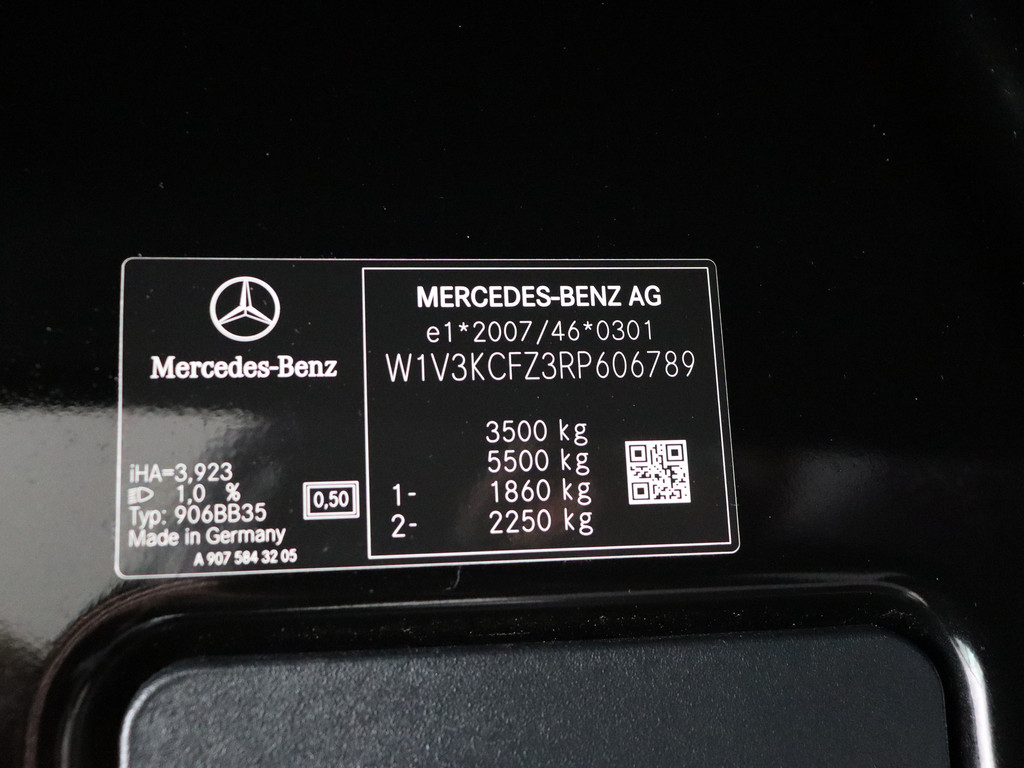 Mercedes-Benz
iHA=3,923
1,0 %
Typ: 906BB35
Made in Germany
A 907 584 32 05
0,50
MERCEDES-BENZ AG
e1*2007/46*0301
W1V3KCFZ3RP606789
3500 kg
5500 kg
1- 1860 kg
2- 2250 kg